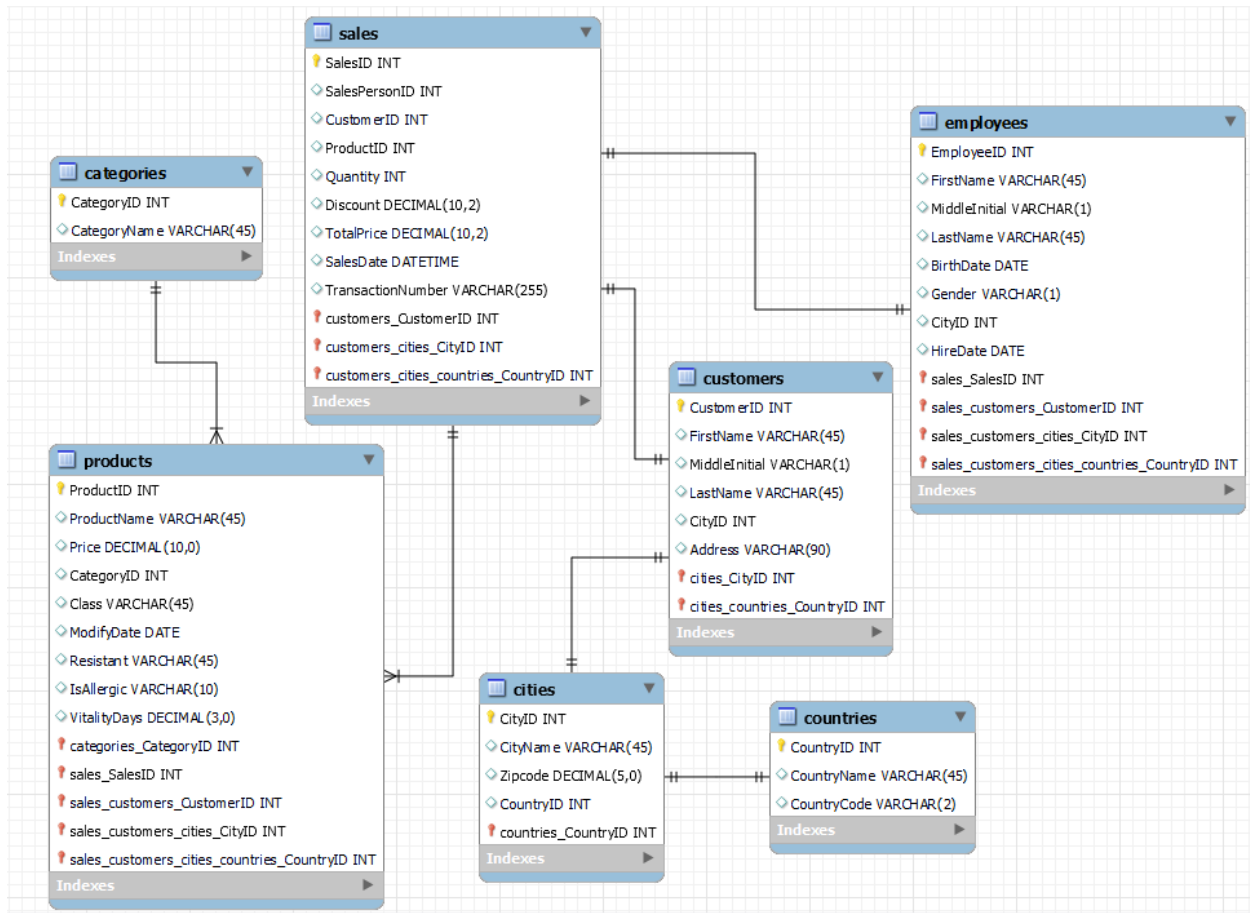 sales
SalesID INT
SalesPersonID INT
CustomerID INT
ProductID INT
Quantity INT
Discount DECIMAL(10,2)
TotalPrice DECIMAL(10,2)
SalesDate DATETIME
TransactionNumber VARCHAR(255)
customers_CustomerID INT
customers_cities_CityID INT
customers_cities_countries_CountryID INT
Indexes
employees
EmployeeID INT
FirstName VARCHAR(45)
MiddleInitial VARCHAR(1)
LastName VARCHAR(45)
BirthDate DATE
Gender VARCHAR(1)
CityID INT
HireDate DATE
sales_SalesID INT
sales_customers_CustomerID INT
sales_customers_cities_CityID INT
sales_customers_cities_countries_CountryID INT
Indexes
categories
CategoryID INT
CategoryName VARCHAR(45)
Indexes
customers
CustomerID INT
FirstName VARCHAR(45)
MiddleInitial VARCHAR(1)
LastName VARCHAR(45)
CityID INT
Address VARCHAR(90)
cities_CityID INT
cities_countries_CountryID INT
Indexes
products
ProductID INT
ProductName VARCHAR(45)
Price DECIMAL(10,0)
CategoryID INT
Class VARCHAR(45)
ModifyDate DATE
Resistant VARCHAR(45)
IsAllergic VARCHAR(10)
VitalityDays DECIMAL(3,0)
categories_CategoryID INT
sales_SalesID INT
sales_customers_CustomerID INT
sales_customers_cities_CityID INT
sales_customers_cities_countries_CountryID INT
Indexes
cities
CityID INT
CityName VARCHAR(45)
Zipcode DECIMAL(5,0)
CountryID INT
countries_CountryID INT
Indexes
countries
CountryID INT
CountryName VARCHAR(45)
CountryCode VARCHAR(2)
Indexes